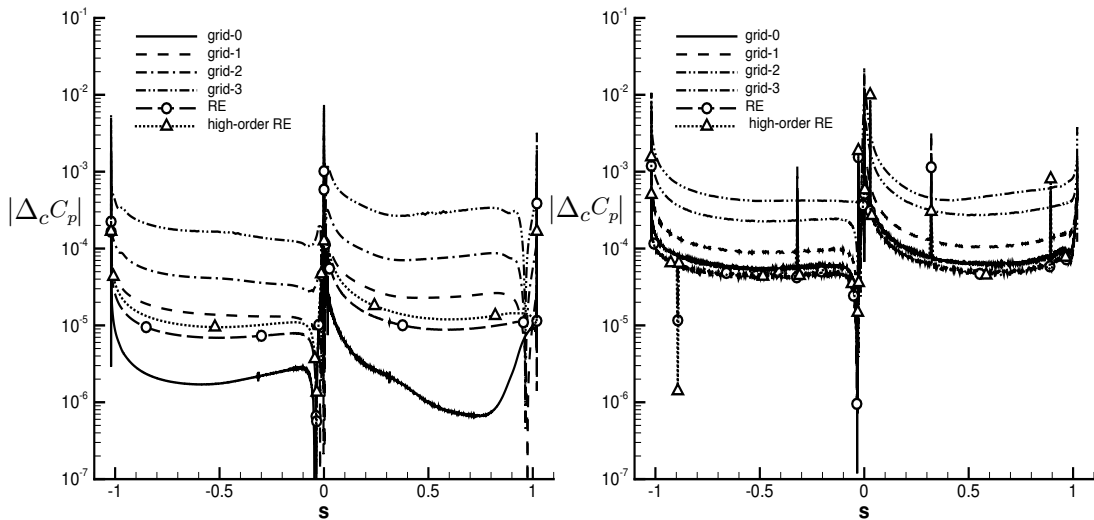 10^-1
10^-2
10^-3
10^-4
10^-5
10^-6
10^-7
|Δ_c C_p|
grid-0
grid-1
grid-2
grid-3
RE
high-order RE
-1
-0.5
0
0.5
1
s
10^-1
10^-2
10^-3
10^-4
10^-5
10^-6
10^-7
|Δ_c C_p|
grid-0
grid-1
grid-2
grid-3
RE
high-order RE
-1
-0.5
0
0.5
1
s